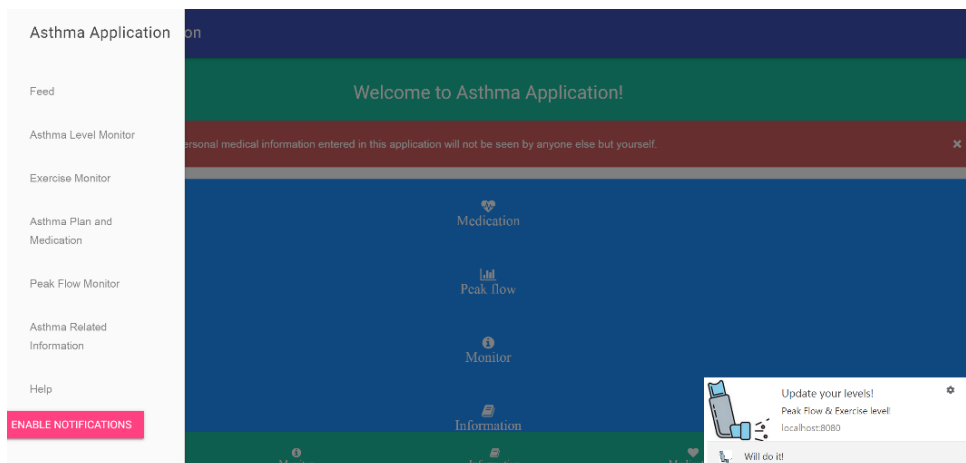 Asthma Application
on
Feed
Asthma Level Monitor
Exercise Monitor
Asthma Plan and
Medication
Peak Flow Monitor
Asthma Related
Information
Help
ENABLE NOTIFICATIONS
Welcome to Asthma Application!
personal medical information entered in this application will not be seen by anyone else but yourself.
×
Medication
Peak flow
Monitor
Information
Update your levels!
Peak Flow & Exercise level!
localhost:8080
Will do it!